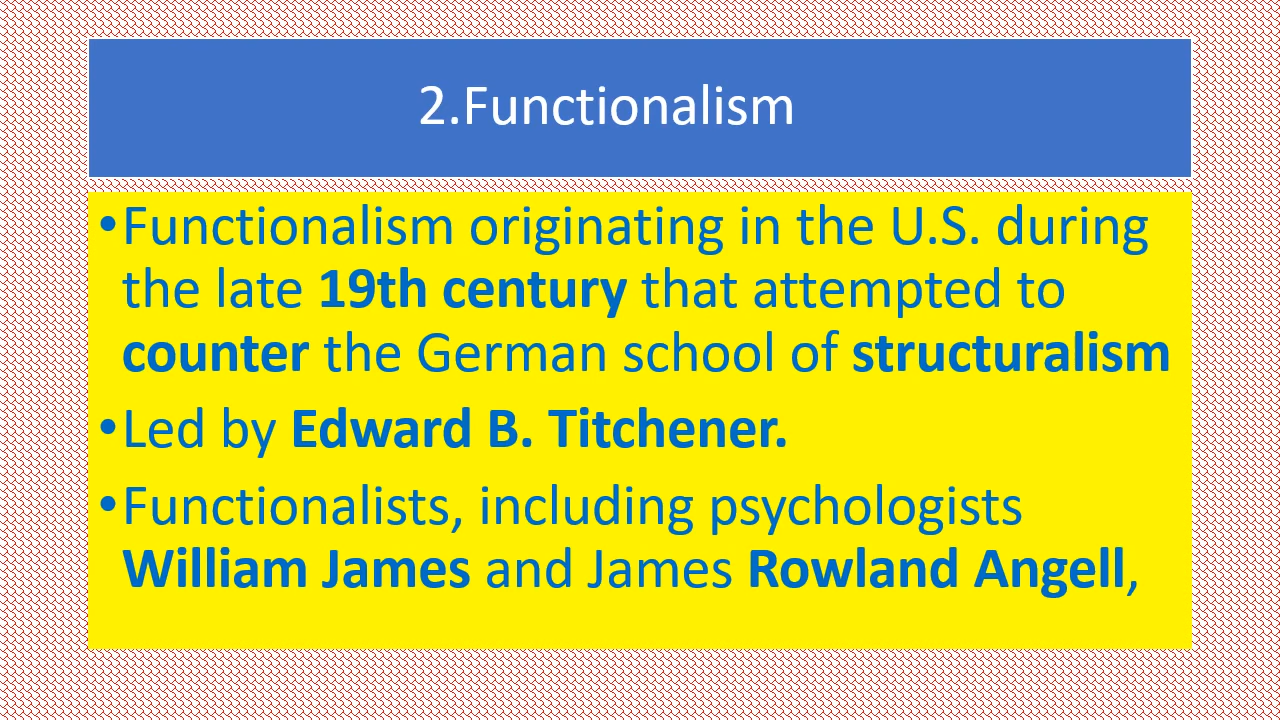 2.Functionalism
•Functionalism originating in the U.S. during
the late 19th century that attempted to
counter the German school of structuralism
•Led by Edward B. Titchener.
•Functionalists, including psychologists
William James and James Rowland Angell,